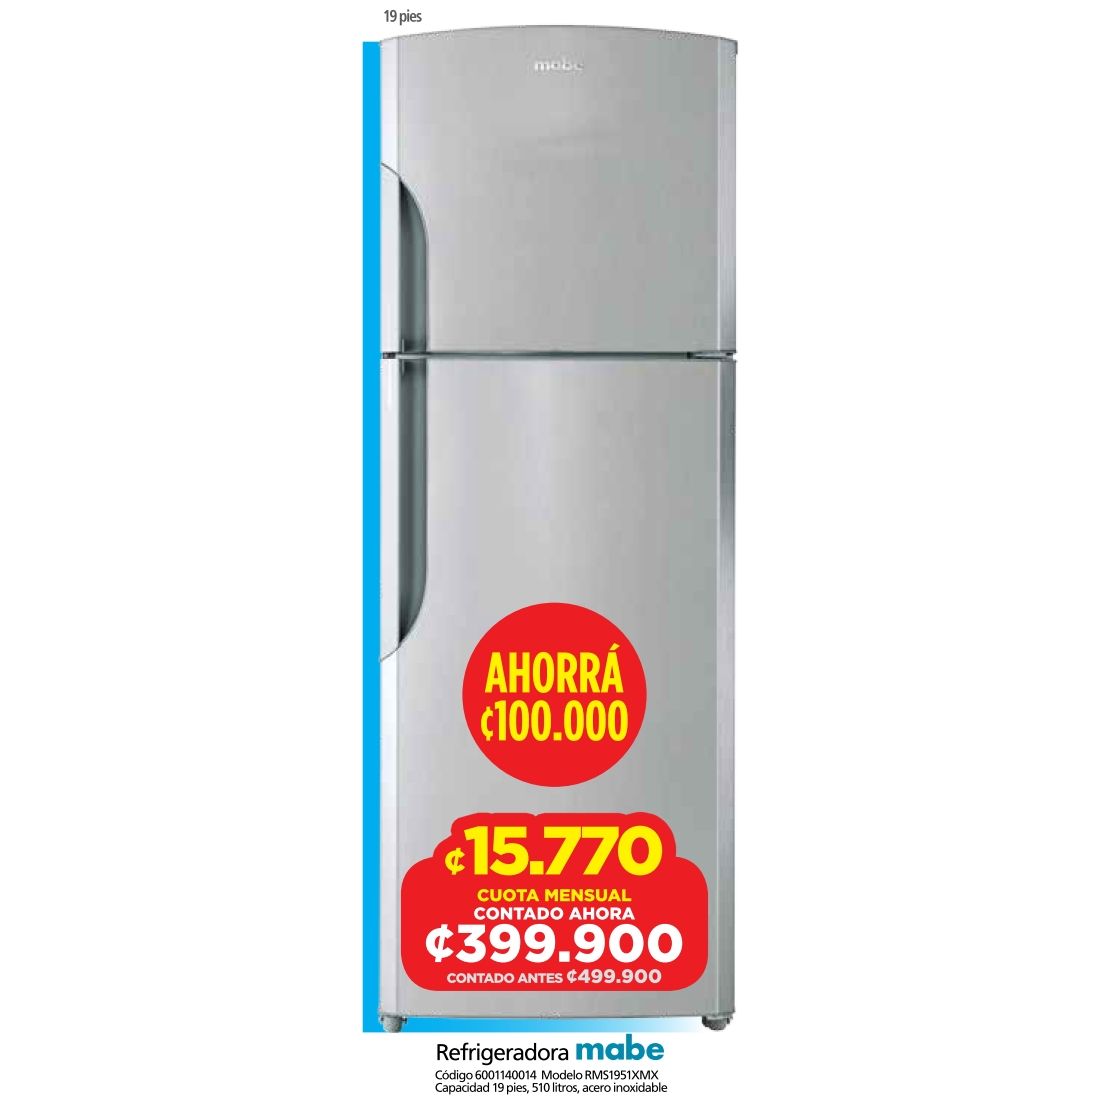 19 pies
mabe
AHORRÁ
¢100.000
¢15.770
CUOTA MENSUAL
CONTADO AHORA
¢399.900
CONTADO ANTES ¢499.900
Refrigeradora mabe
Código 6001140014 Modelo RMS1951XMX
Capacidad 19 pies, 510 litros, acero inoxidable